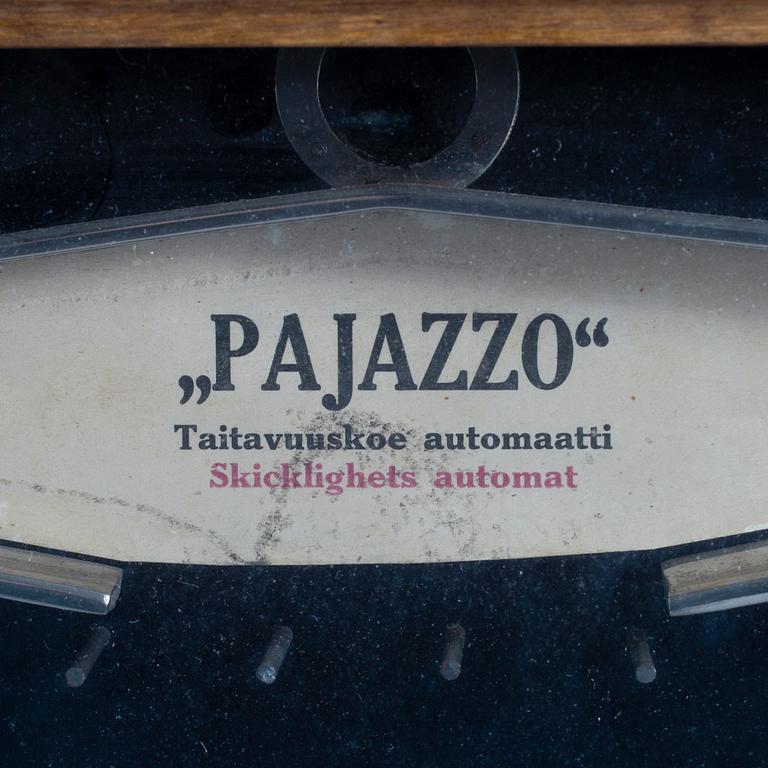 „PAJAZZO“
Taitavuuskoe automaatti
Skicklighets automat